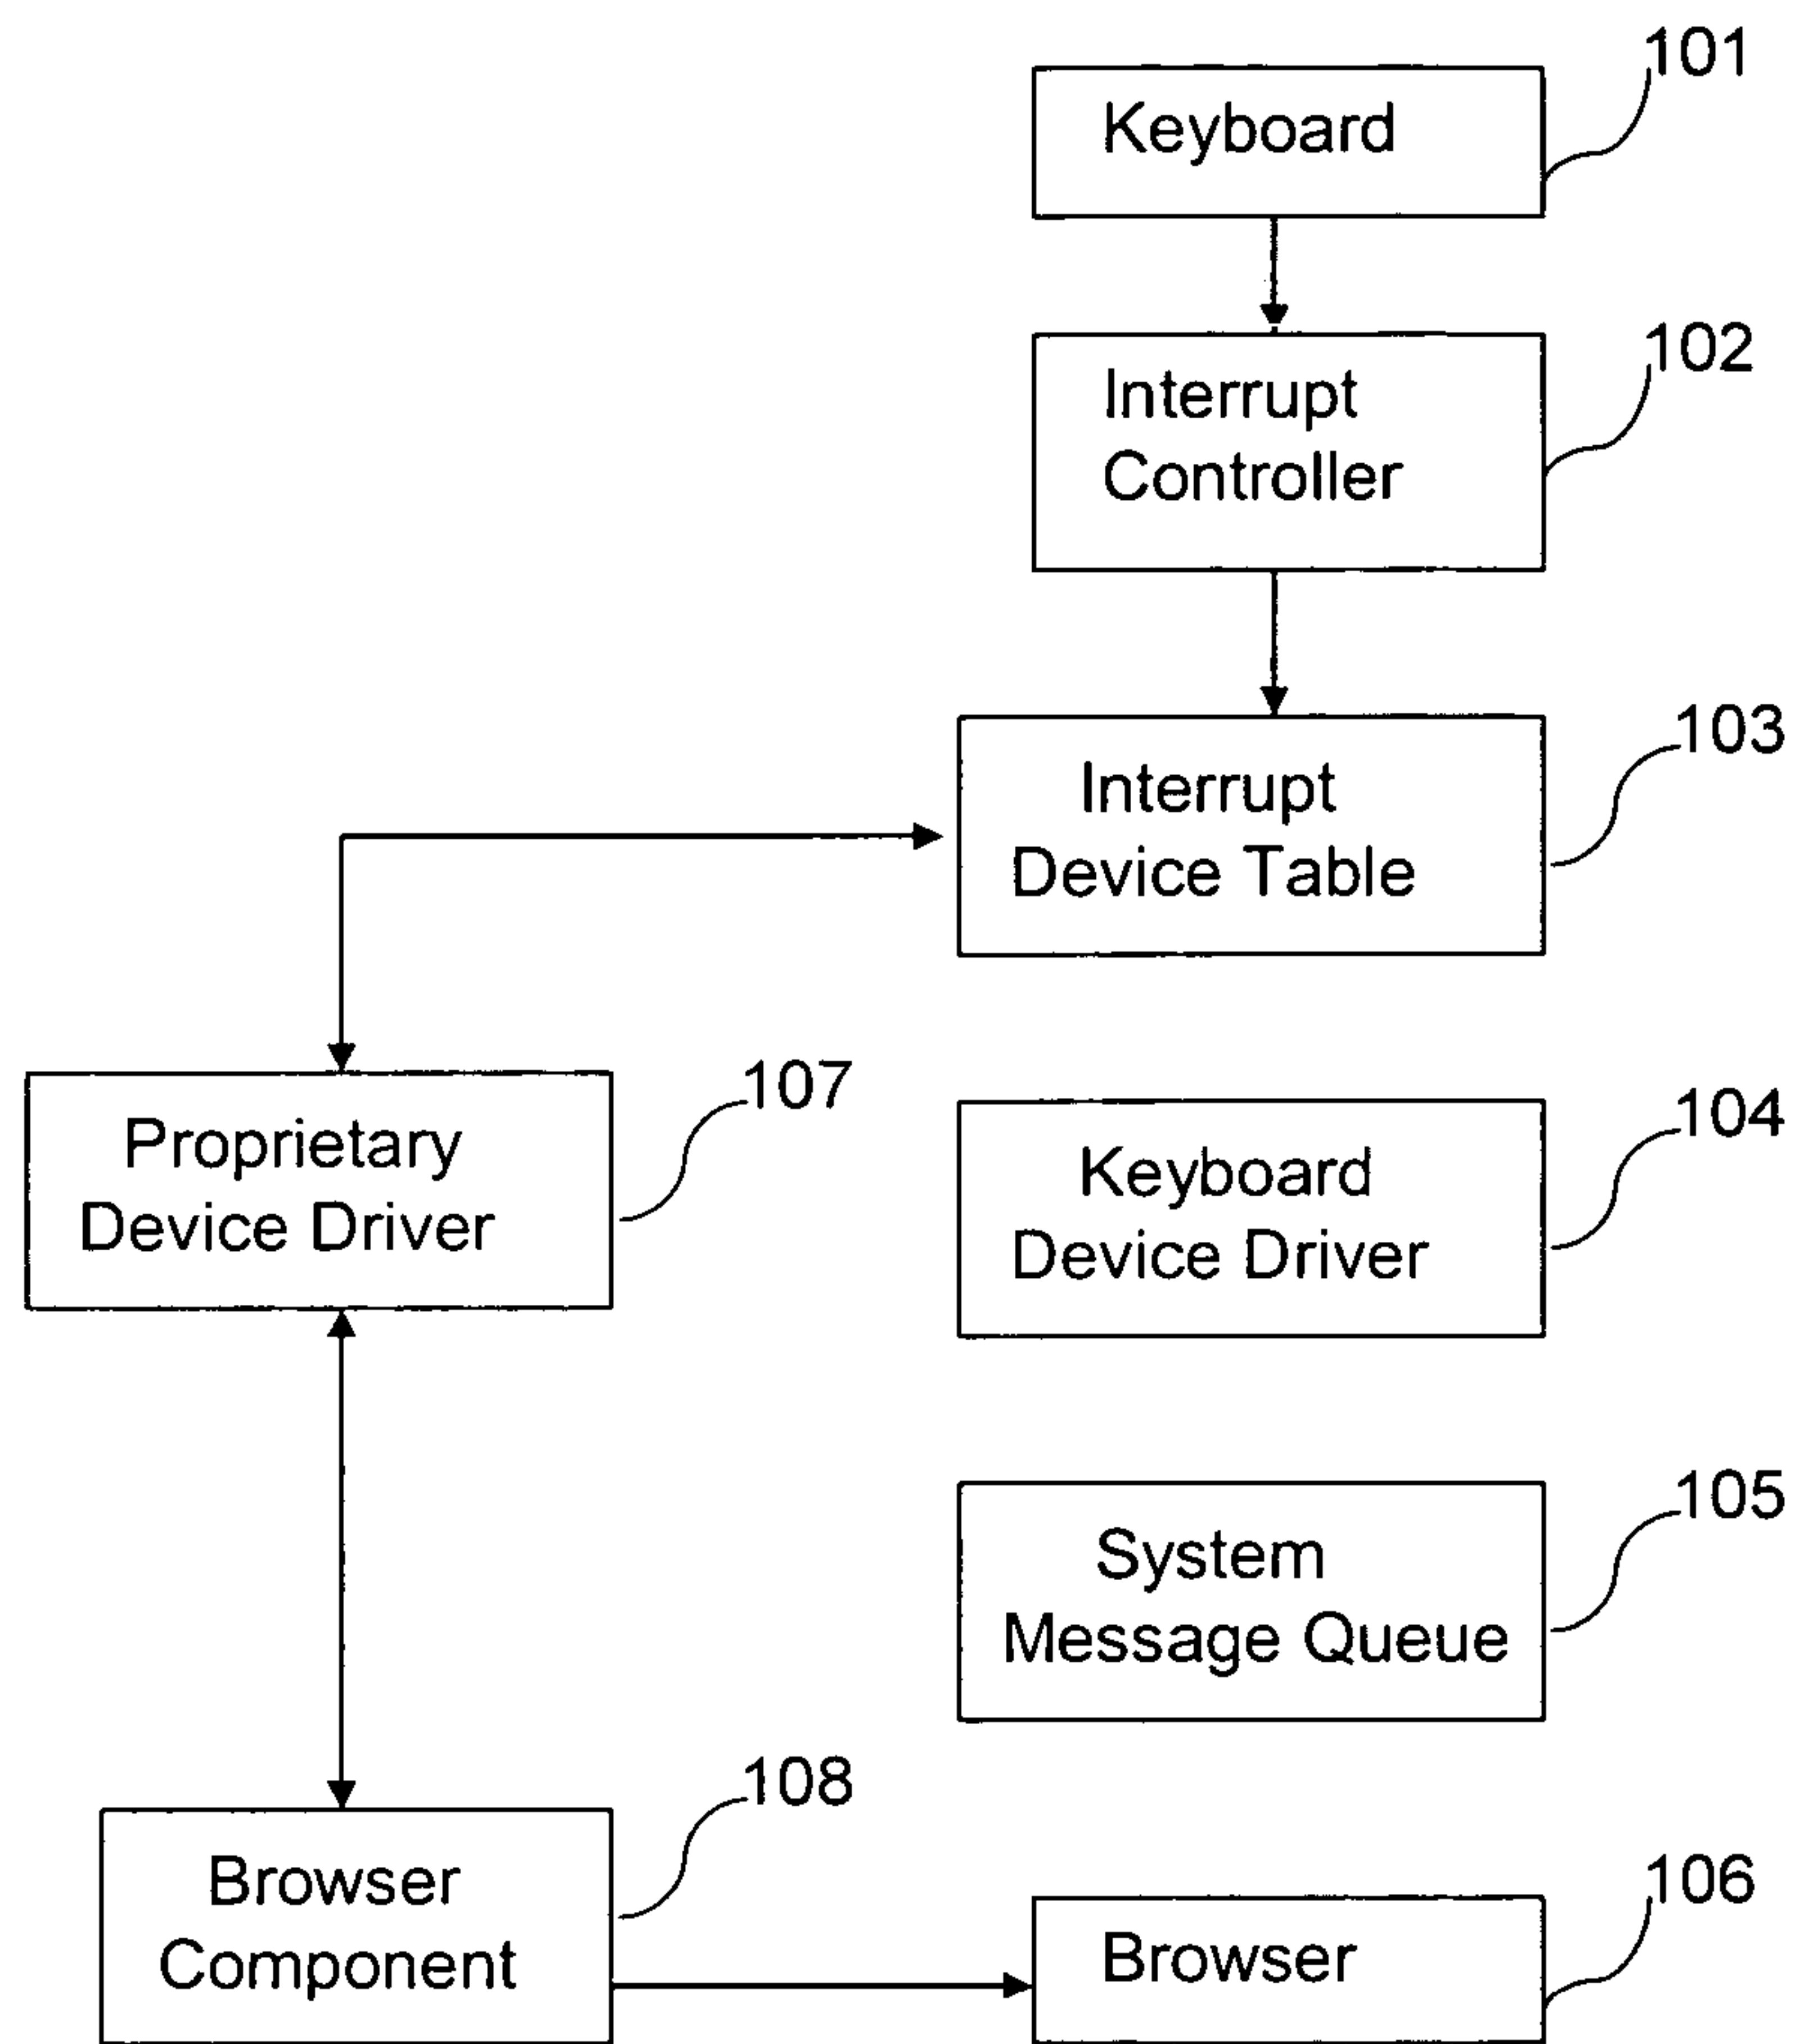 101
Keyboard
102
Interrupt
Controller
103
Interrupt
Device Table
107
Proprietary
Device Driver
104
Keyboard
Device Driver
105
System
Message Queue
108
Browser
Component
106
Browser